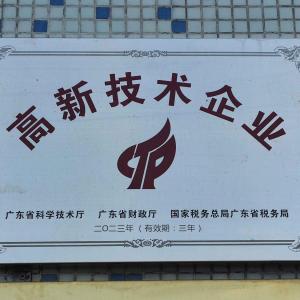 高新技术企业
广东省科学技术厅 广东省财政厅 国家税务总局广东省税务局
二〇二三年（有效期：三年）